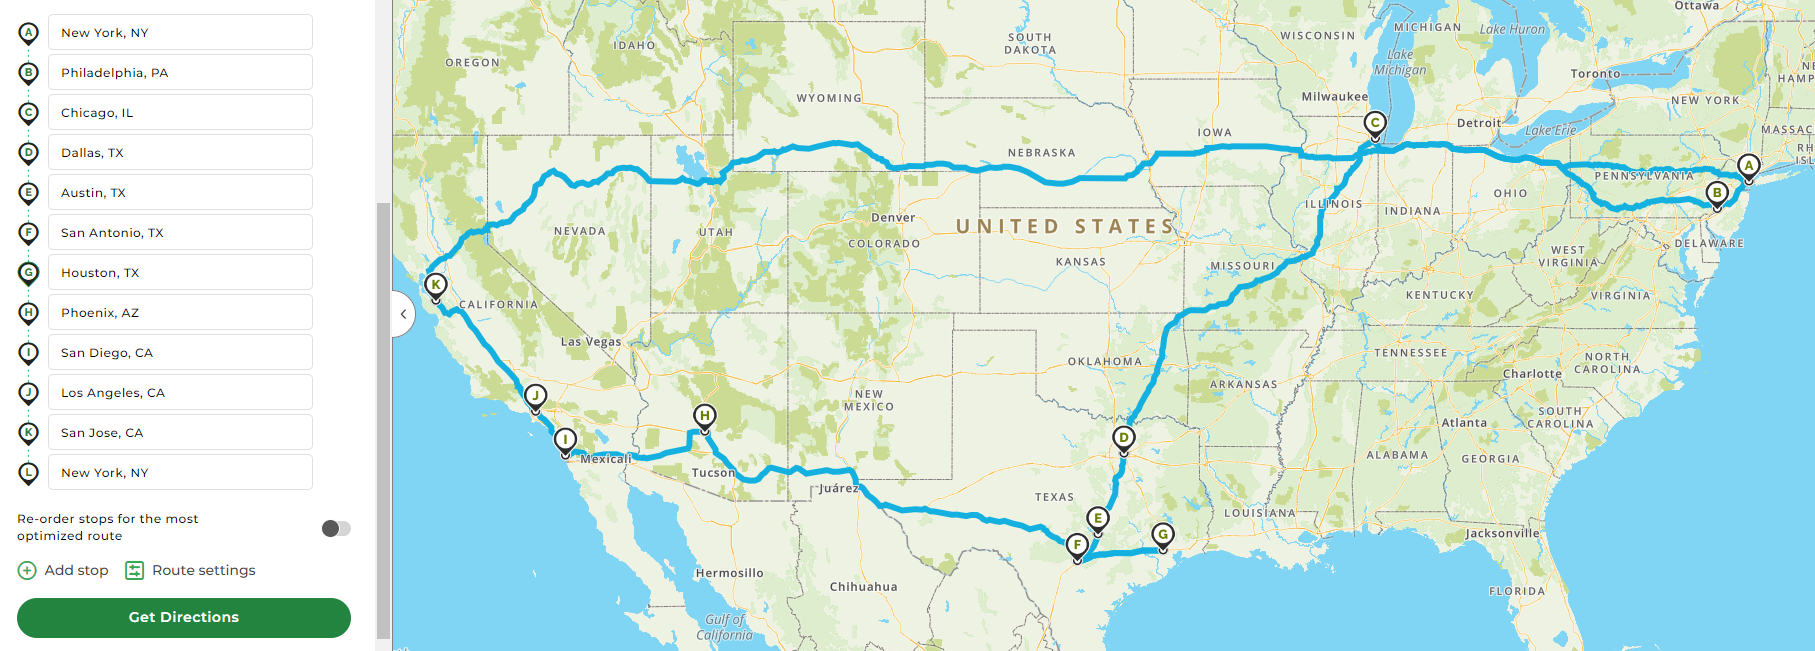 A New York, NY
B Philadelphia, PA
C Chicago, IL
D Dallas, TX
E Austin, TX
F San Antonio, TX
G Houston, TX
H Phoenix, AZ
I San Diego, CA
J Los Angeles, CA
K San Jose, CA
L New York, NY
Re-order stops for the most
optimized route
Add stop Route settings
Get Directions
Ottawa
OREGON
IDAHO
WYOMING
SOUTH
DAKOTA
WISCONSIN
MICHIGAN
Lake Huron
Lake
Michigan
Milwaukee
Toronto
NE
HAMP
NEW YORK
Detroit
Lake Erie
MASSAC
RH
ISL
IOWA
NEBRASKA
C
A
B
PENNSYLVANIA
OHIO
ILLINOIS
INDIANA
NEVADA
UTAH
Denver
COLORADO
UNITED STATES
KANSAS
MISSOURI
WEST
VIRGINIA
DELAWARE
KENTUCKY
VIRGINIA
K
CALIFORNIA
Las Vegas
OKLAHOMA
ARKANSAS
TENNESSEE
NORTH
CAROLINA
Charlotte
NEW
MEXICO
J
H
I
D
SOUTH
CAROLINA
Atlanta
Mexicali
Tucson
Juárez
ALABAMA
GEORGIA
TEXAS
LOUISIANA
E
F
G
Jacksonville
Hermosillo
Chihuahua
FLORIDA
Gulf of
California